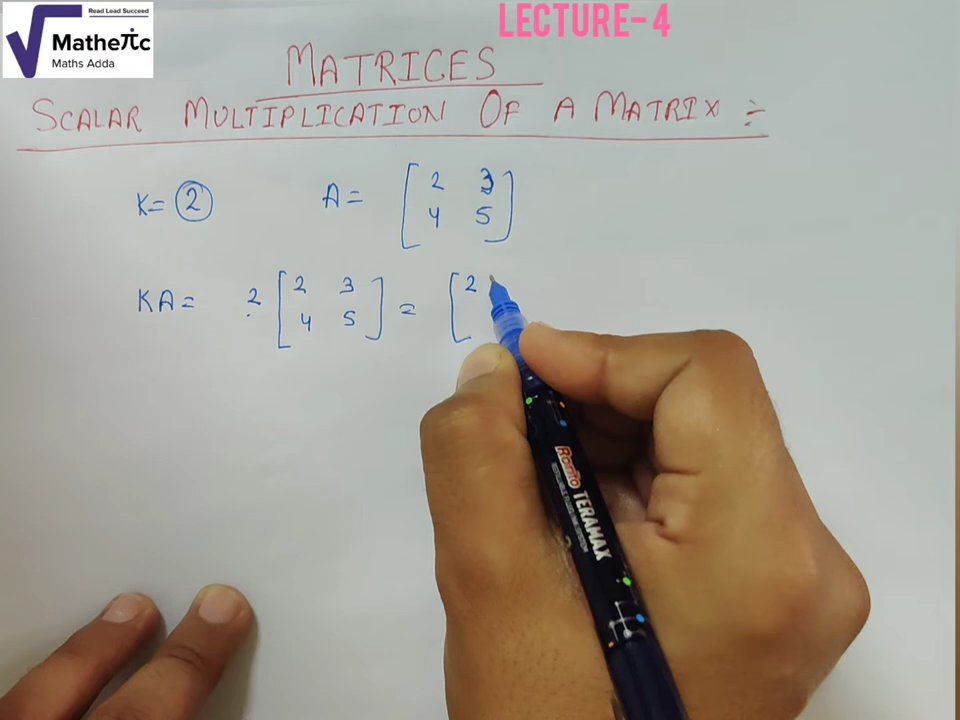 LECTURE-4
Read Lead Succeed
Matheπc
Maths Adda
MATRICES
SCALAR MULTIPLICATION OF A MATRIX :-
K= 2 A= [ 2 3
4 5 ]
KA= 2 [ 2 3
4 5 ] = [ 2
Rorito TERAMAX